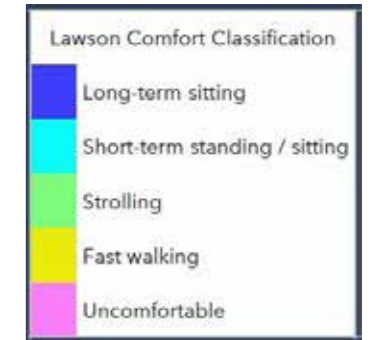 Lawson Comfort Classification
Long-term sitting
Short-term standing / sitting
Strolling
Fast walking
Uncomfortable